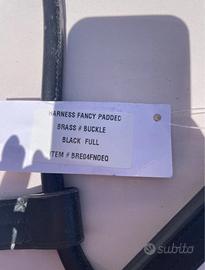 HARNESS FANCY PADDED
BRASS # BUCKLE
BLACK FULL
ITEM # BRE04FNDEQ
subito